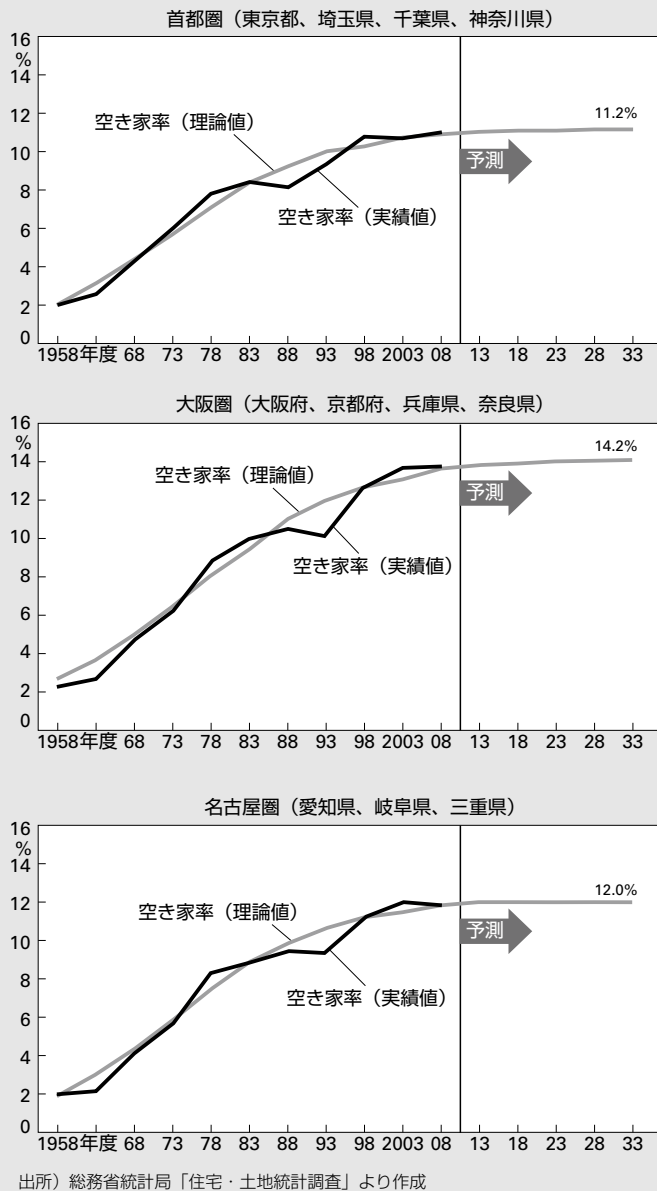 首都圏（東京都、埼玉県、千葉県、神奈川県）
16
%
14
12
10
8
6
4
2
0
空き家率（理論値）
空き家率（実績値）
11.2%
予測
1958年度 68 73 78 83 88 93 98 2003 08 13 18 23 28 33
大阪圏（大阪府、京都府、兵庫県、奈良県）
16
%
14
12
10
8
6
4
2
0
空き家率（理論値）
空き家率（実績値）
14.2%
予測
1958年度 68 73 78 83 88 93 98 2003 08 13 18 23 28 33
名古屋圏（愛知県、岐阜県、三重県）
16
%
14
12
10
8
6
4
2
0
空き家率（理論値）
空き家率（実績値）
12.0%
予測
1958年度 68 73 78 83 88 93 98 2003 08 13 18 23 28 33
出所）総務省統計局「住宅・土地統計調査」より作成